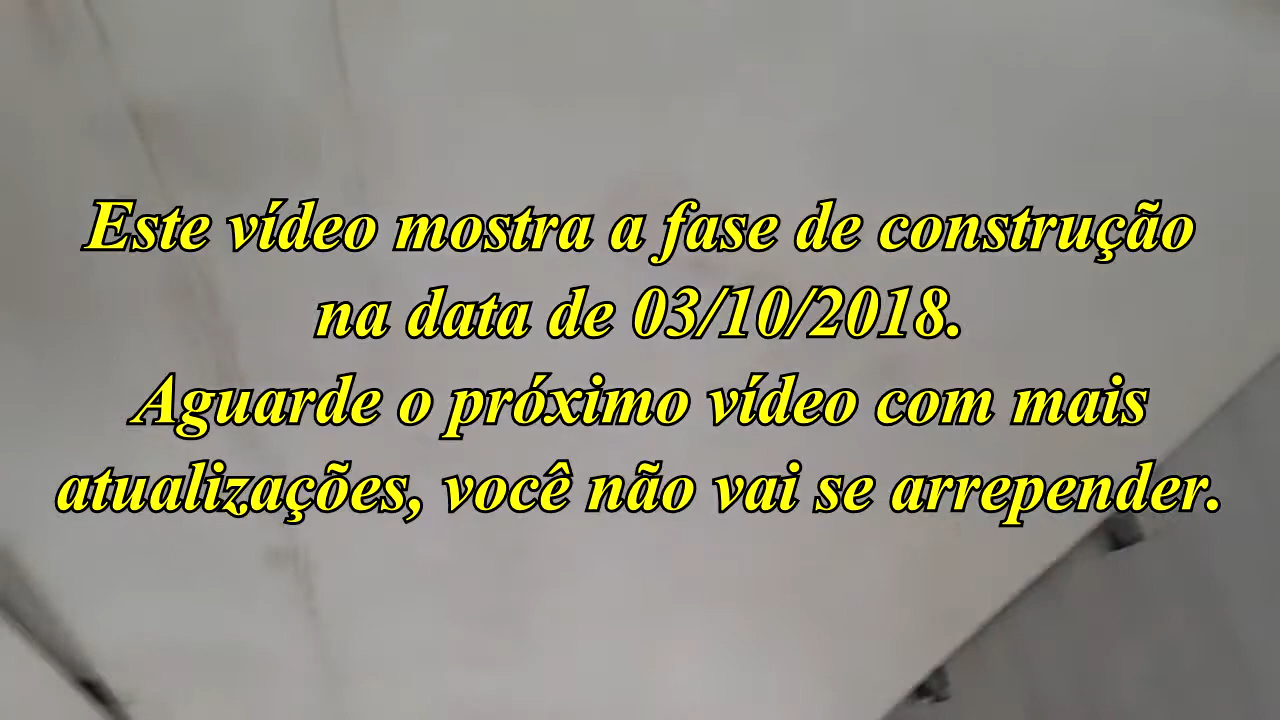 Este vídeo mostra a fase de construção
na data de 03/10/2018.
Aguarde o próximo vídeo com mais
atualizações, você não vai se arrepender.